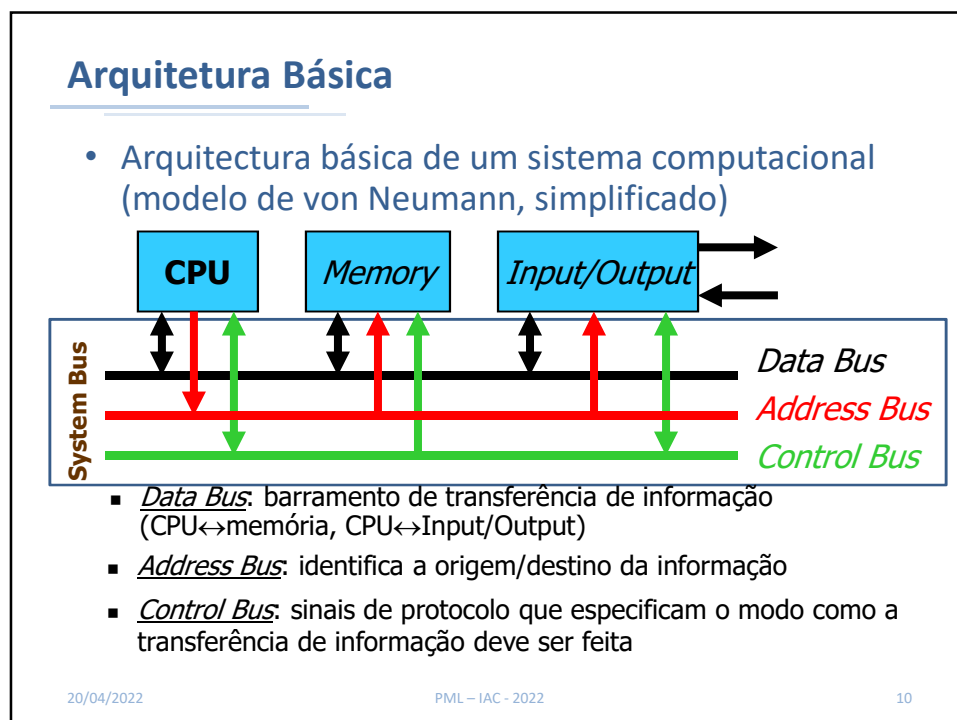 Arquitetura Básica
• Arquitectura básica de um sistema computacional
(modelo de von Neumann, simplificado)
CPU
Memory
Input/Output
System Bus
Data Bus
Address Bus
Control Bus
▪ Data Bus: barramento de transferência de informação
(CPU↔memória, CPU↔Input/Output)
▪ Address Bus: identifica a origem/destino da informação
▪ Control Bus: sinais de protocolo que especificam o modo como a
transferência de informação deve ser feita
20/04/2022
PML – IAC - 2022
10